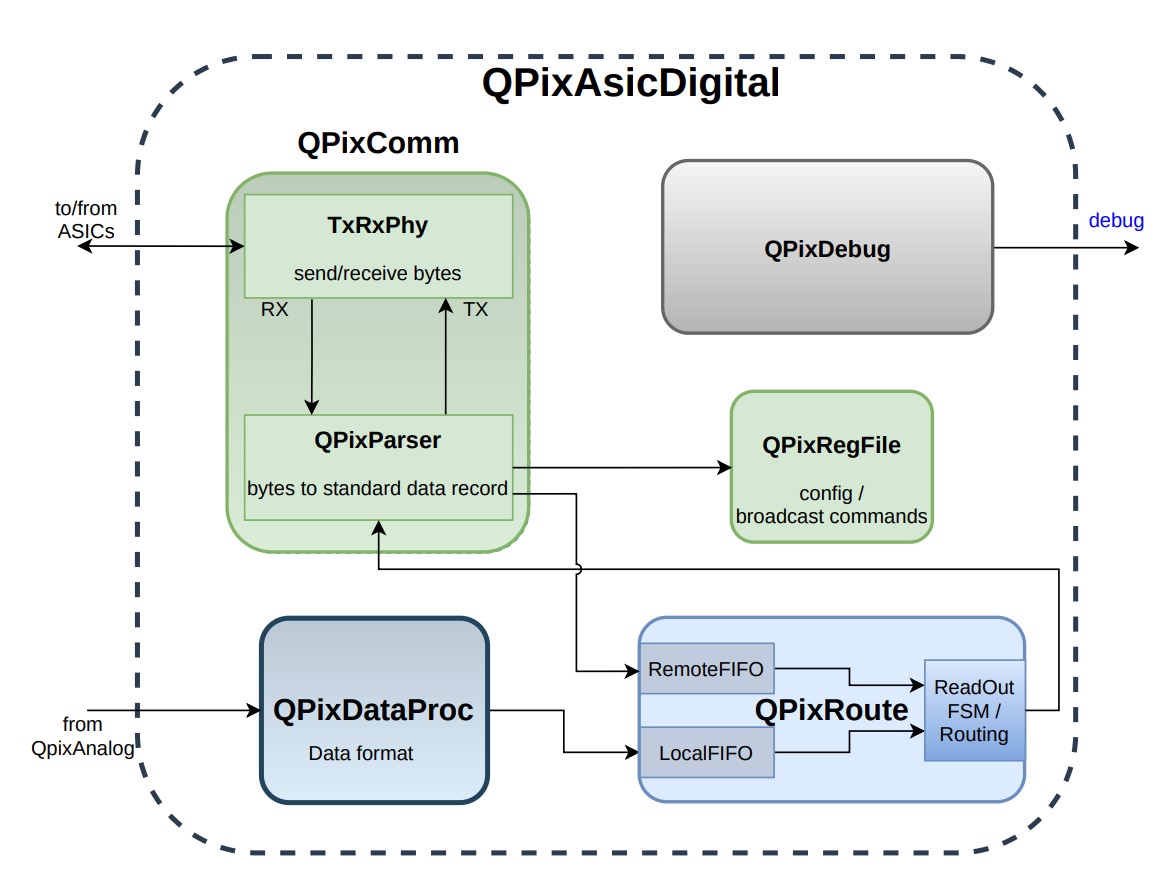 QPixAsicDigital
QPixComm
to/from
ASICs
TxRxPhy
send/receive bytes
RX
TX
QPixDebug
debug
QPixParser
bytes to standard data record
QPixRegFile
config /
broadcast commands
from
QpixAnalog
QPixDataProc
Data format
RemoteFIFO
QPixRoute
LocalFIFO
ReadOut
FSM /
Routing